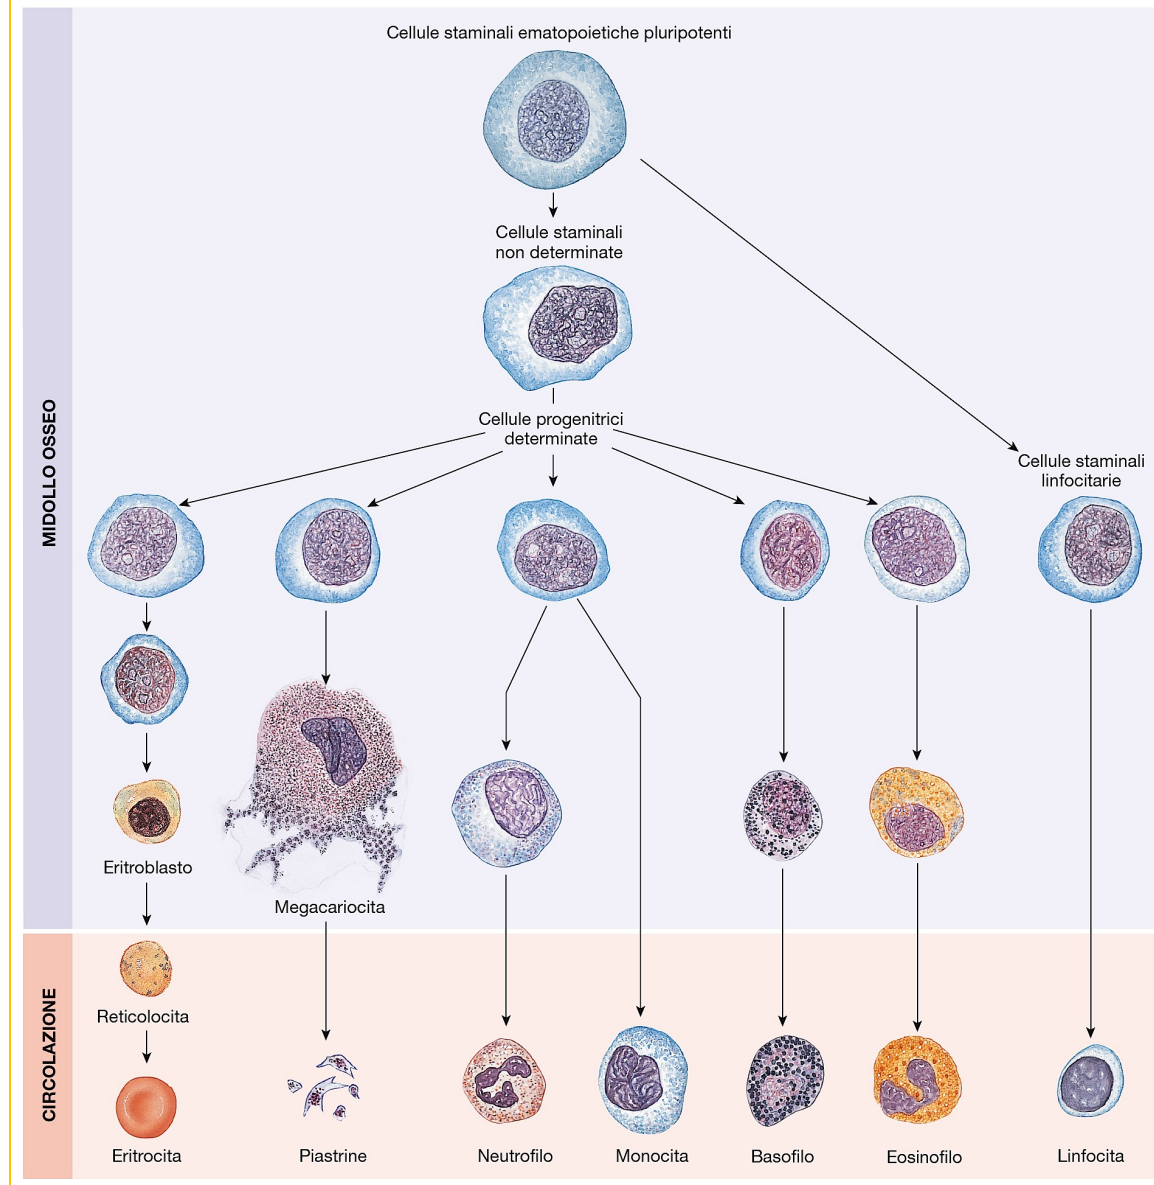 Cellule staminali ematopoietiche pluripotenti
Cellule staminali
non determinate
MIDOLLO OSSEO
Cellule progenitrici
determinate
Cellule staminali
linfocitarie
Eritroblasto
Megacariocita
CIRCOLAZIONE
Reticolocita
Eritrocita
Piastrine
Neutrofilo
Monocita
Basofilo
Eosinofilo
Linfocita